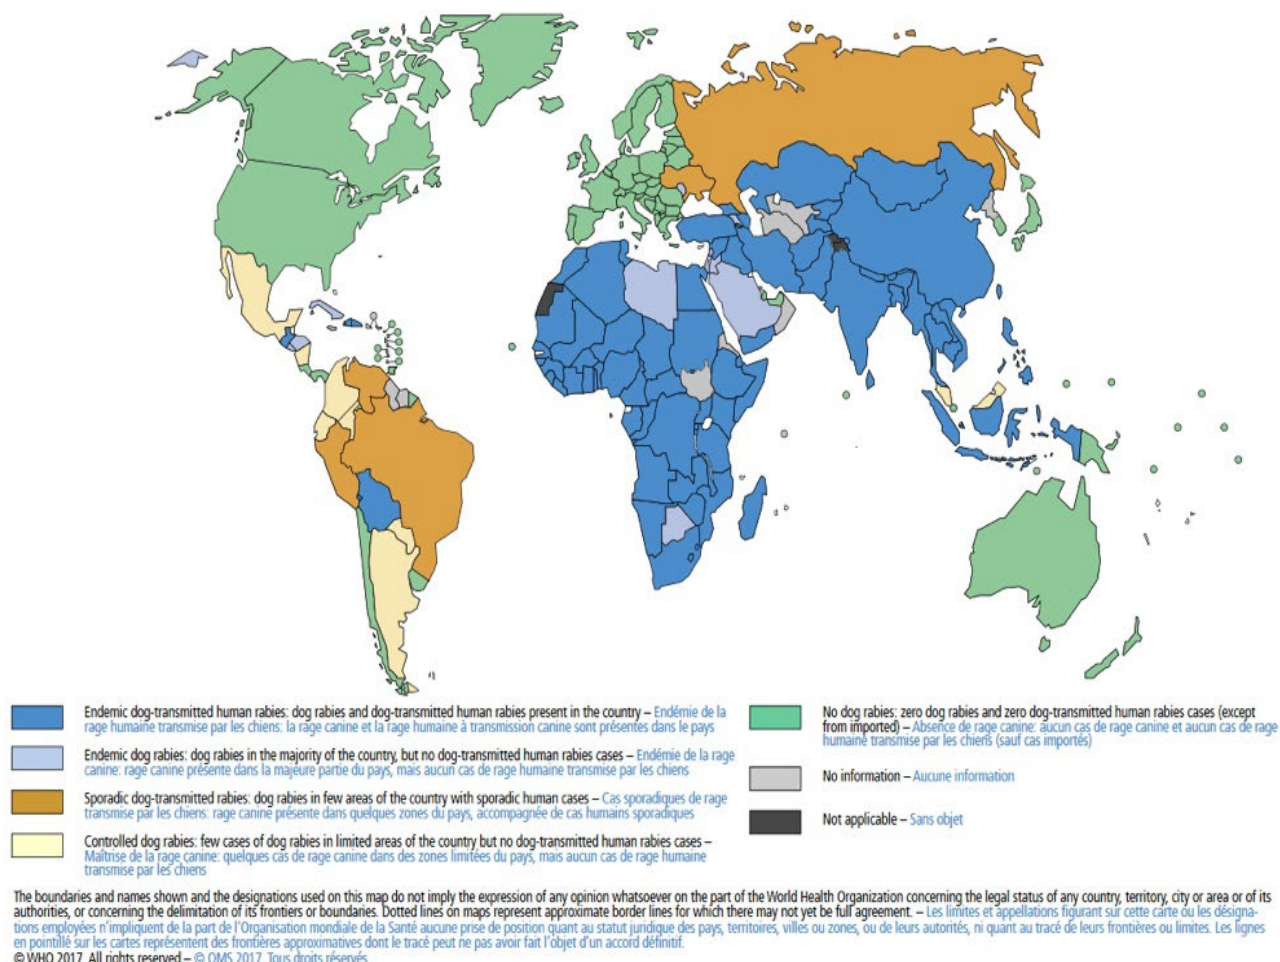 Endemic dog-transmitted human rabies: dog rabies and dog-transmitted human rabies present in the country – Endémie de la
rage humaine transmise par les chiens: la rage canine et la rage humaine à transmission canine sont présentes dans le pays
Endemic dog rabies: dog rabies in the majority of the country, but no dog-transmitted human rabies cases – Endémie de la rage
canine: rage canine présente dans la majeure partie du pays, mais aucun cas de rage humaine transmise par les chiens
Sporadic dog-transmitted rabies: dog rabies in few areas of the country with sporadic human cases – Cas sporadiques de rage
transmise par les chiens: rage canine présente dans quelques zones du pays, accompagnée de cas humains sporadiques
Controlled dog rabies: few cases of dog rabies in limited areas of the country but no dog-transmitted human rabies cases –
Maîtrise de la rage canine: quelques cas de rage canine dans des zones limitées du pays, mais aucun cas de rage humaine
transmise par les chiens
No dog rabies: zero dog rabies and zero dog-transmitted human rabies cases (except
from imported) – Absence de rage canine: aucun cas de rage canine et aucun cas de rage
humaine transmise par les chiens (sauf cas importés)
No information – Aucune information
Not applicable – Sans objet
The boundaries and names shown and the designations used on this map do not imply the expression of any opinion whatsoever on the part of the World Health Organization concerning the legal status of any country, territory, city or area or of its
authorities, or concerning the delimitation of its frontiers or boundaries. Dotted lines on maps represent approximate border lines for which there may not yet be full agreement. – Les limites et appellations figurant sur cette carte ou les désigna-
tions employées n'impliquent de la part de l'Organisation mondiale de la Santé aucune prise de position quant au statut juridique des pays, territoires, villes ou zones, ou de leurs autorités, ni quant au tracé de leurs frontières ou limites. Les lignes
en pointillé sur les cartes représentent des frontières approximatives dont le tracé peut ne pas avoir fait l'objet d'un accord définitif.
© WHO 2017. All rights reserved – © OMS 2017. Tous droits réservés